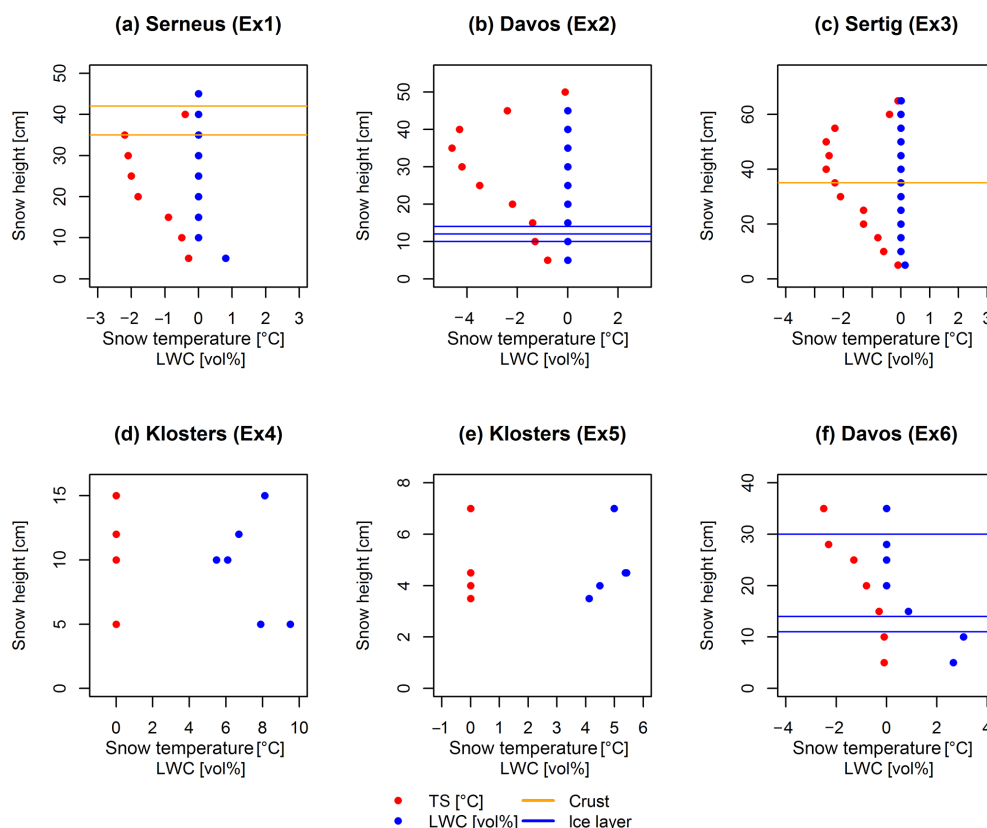 (a) Serneus (Ex1)
Snow height [cm]
0 10 20 30 40 50
−3 −2 −1 0 1 2 3
Snow temperature [°C]
LWC [vol%]
(b) Davos (Ex2)
Snow height [cm]
0 10 20 30 40 50
−4 −2 0 2
Snow temperature [°C]
LWC [vol%]
(c) Sertig (Ex3)
Snow height [cm]
0 20 40 60
−4 −3 −2 −1 0 1 2 3
Snow temperature [°C]
LWC [vol%]
(d) Klosters (Ex4)
Snow height [cm]
0 5 10 15
0 2 4 6 8 10
Snow temperature [°C]
LWC [vol%]
(e) Klosters (Ex5)
Snow height [cm]
0 2 4 6 8
−1 0 1 2 3 4 5 6
Snow temperature [°C]
LWC [vol%]
(f) Davos (Ex6)
Snow height [cm]
0 10 20 30 40
−4 −2 0 2 4
Snow temperature [°C]
LWC [vol%]
TS [°C] Crust
LWC [vol%] Ice layer